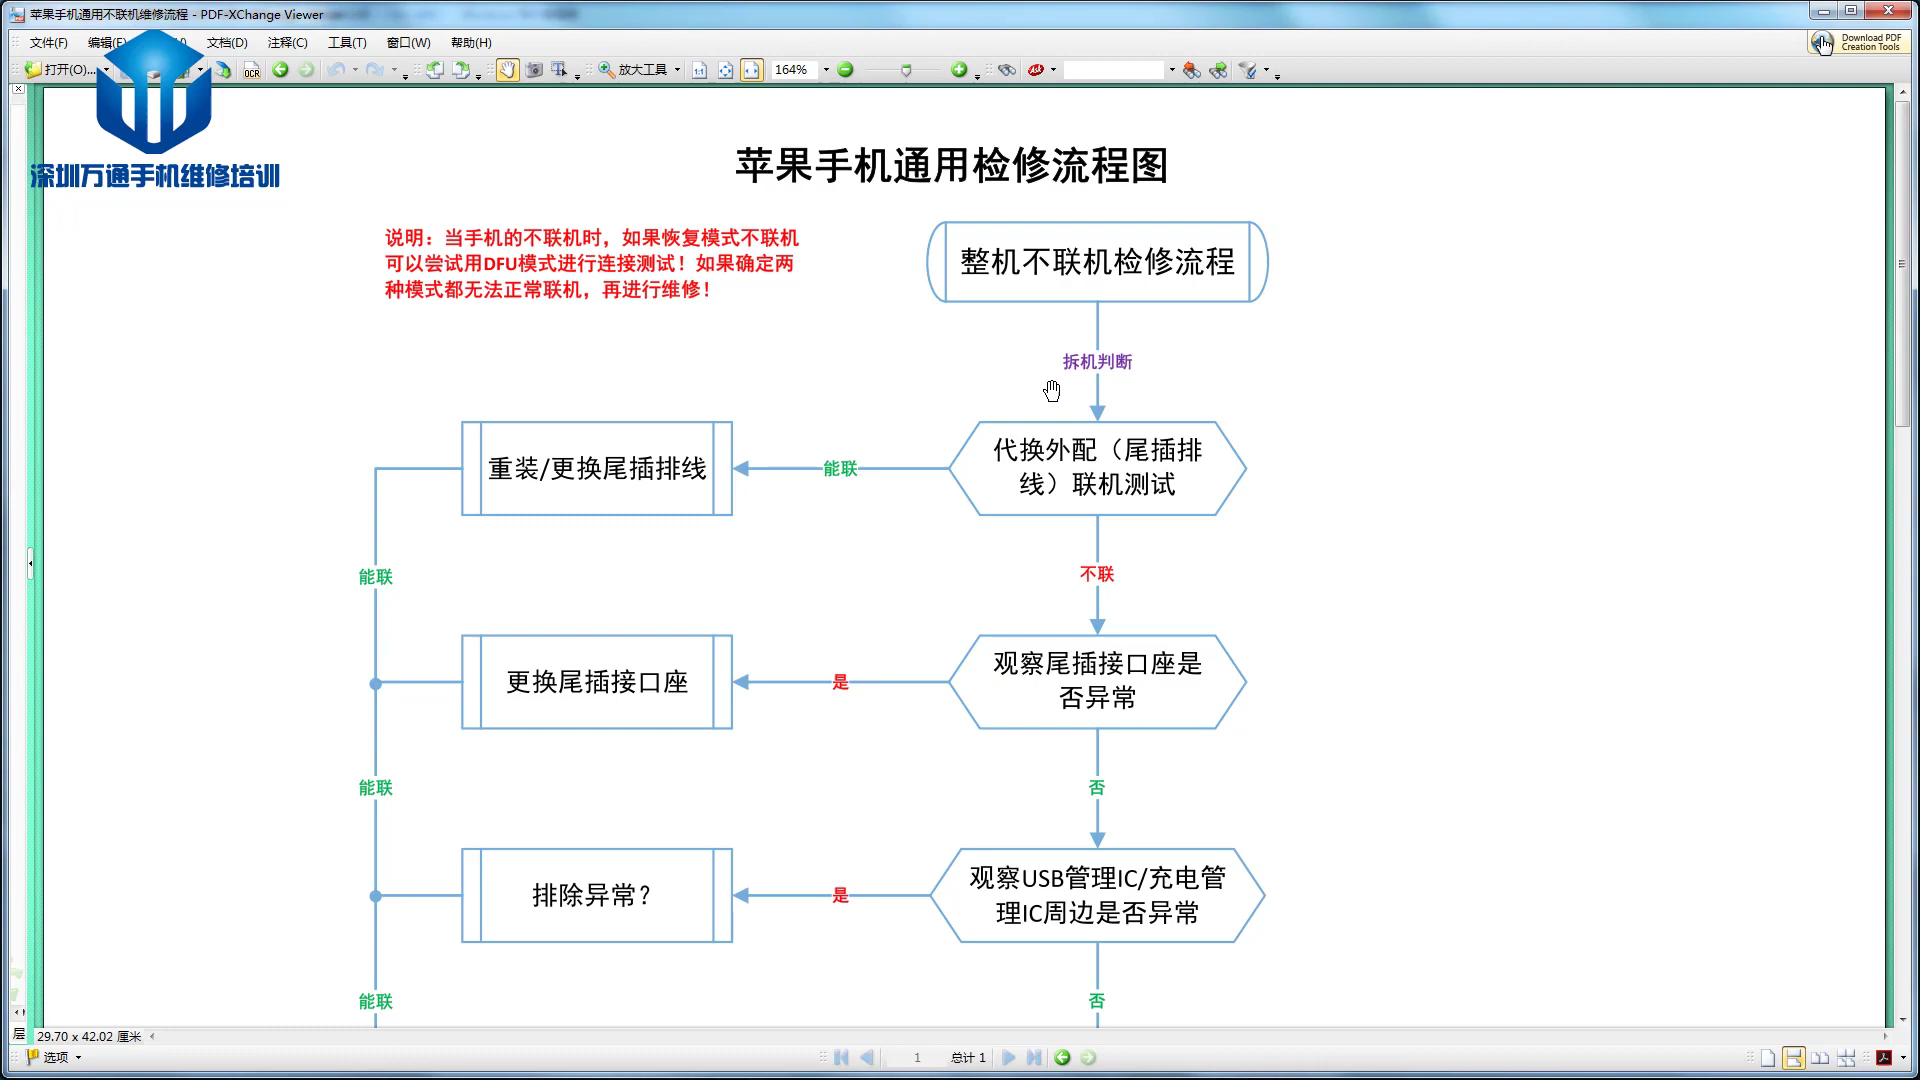 苹果手机通用不联机维修流程 - PDF-XChange Viewer
文件(F)
编辑(E)
文档(D)
注释(C)
工具(T)
窗口(W)
帮助(H)
Download PDF
Creation Tools
打开(O)...
OCR
放大工具
164%
深圳万通手机维修培训
苹果手机通用检修流程图
说明：当手机的不联机时，如果恢复模式不联机
可以尝试用DFU模式进行连接测试！如果确定两
种模式都无法正常联机，再进行维修！
整机不联机检修流程
拆机判断
重装/更换尾插排线
能联
代换外配（尾插排
线）联机测试
能联
不联
更换尾插接口座
是
观察尾插接口座是
否异常
能联
否
排除异常？
是
观察USB管理IC/充电管
理IC周边是否异常
能联
否
层
29.70 x 42.02 厘米
选项
1
总计 1